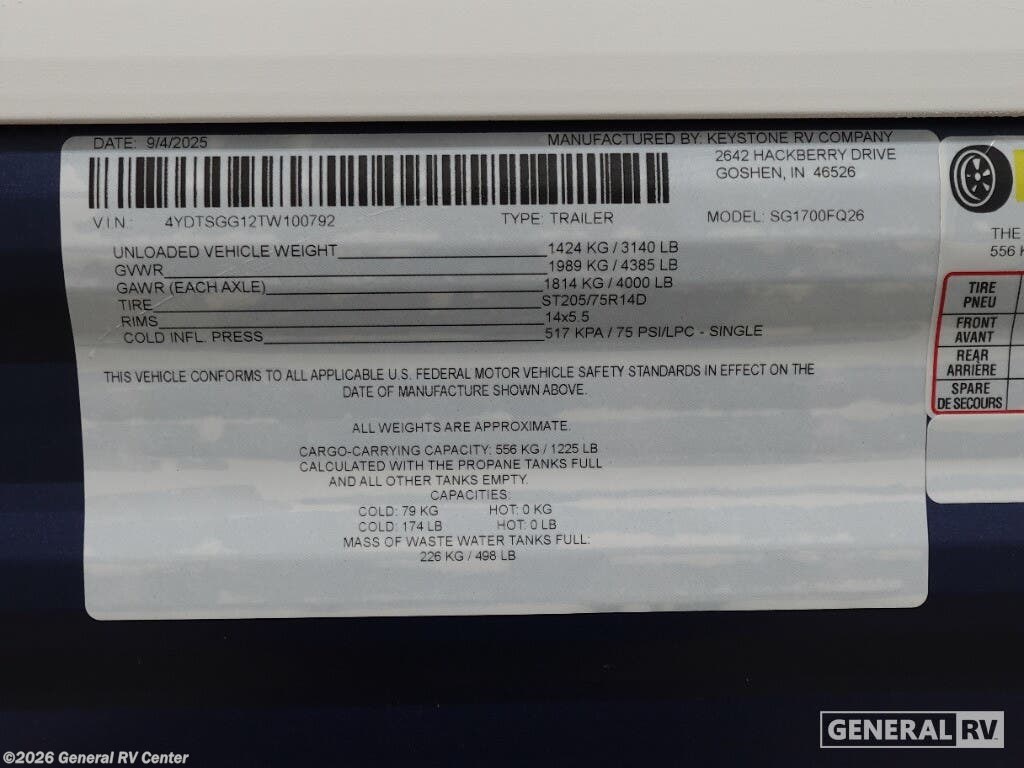 DATE: 9/4/2025
MANUFACTURED BY: KEYSTONE RV COMPANY
2642 HACKBERRY DRIVE
GOSHEN, IN 46526
VIN: 4YDTSGG12TW100792 TYPE: TRAILER MODEL: SG1700FQ26
UNLOADED VEHICLE WEIGHT 1424 KG / 3140 LB
GVWR 1989 KG / 4385 LB
GAWR (EACH AXLE) 1814 KG / 4000 LB
TIRE ST205/75R14D
RIMS 14x5.5
COLD INFL. PRESS 517 KPA / 75 PSI/LPC - SINGLE
THIS VEHICLE CONFORMS TO ALL APPLICABLE U.S. FEDERAL MOTOR VEHICLE SAFETY STANDARDS IN EFFECT ON THE
DATE OF MANUFACTURE SHOWN ABOVE.
ALL WEIGHTS ARE APPROXIMATE.
CARGO-CARRYING CAPACITY: 556 KG / 1225 LB
CALCULATED WITH THE PROPANE TANKS FULL
AND ALL OTHER TANKS EMPTY.
CAPACITIES:
COLD: 79 KG HOT: 0 KG
COLD: 174 LB HOT: 0 LB
MASS OF WASTE WATER TANKS FULL:
226 KG / 498 LB
THE
556
TIRE
PNEU
FRONT
AVANT
REAR
ARRIÈRE
SPARE
DE SECOURS
GENERAL RV
©2026 General RV Center